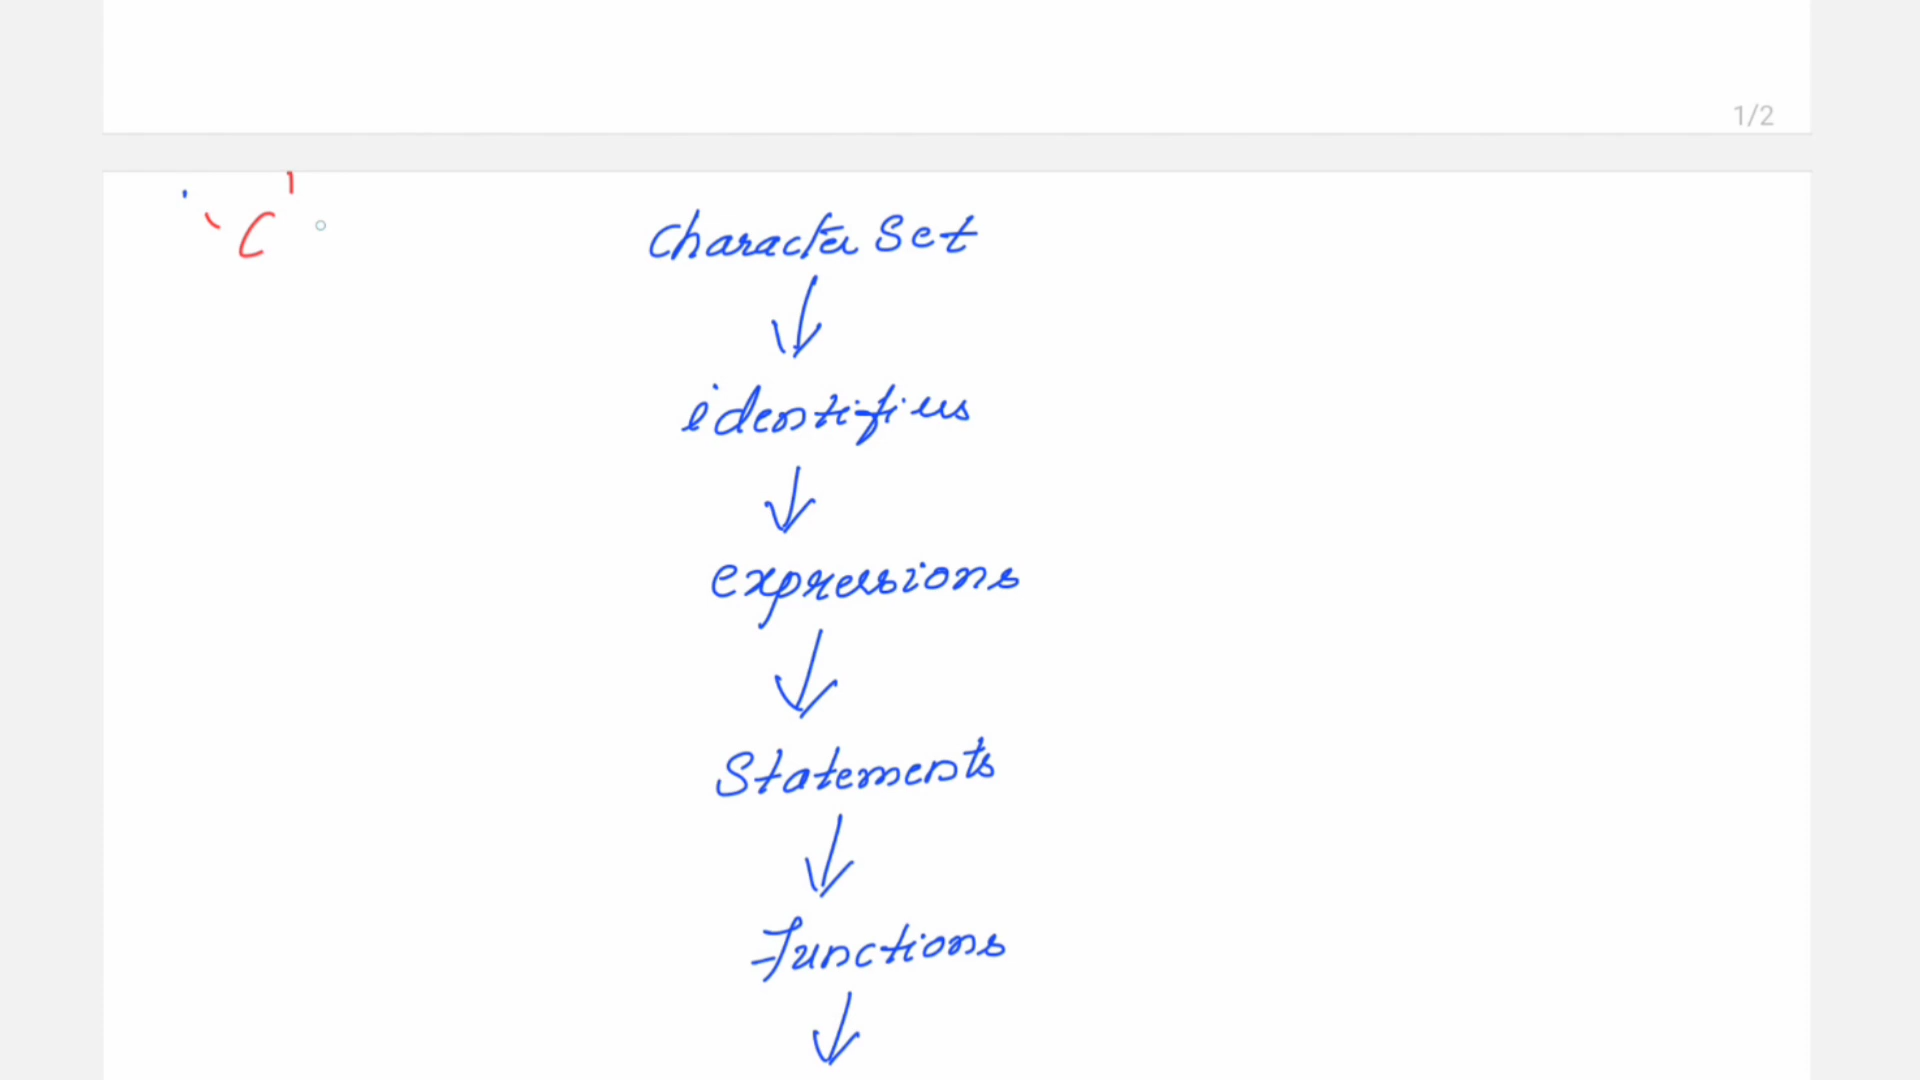 1/2
'C'
Character Set
identifiers
expressions
Statements
Functions